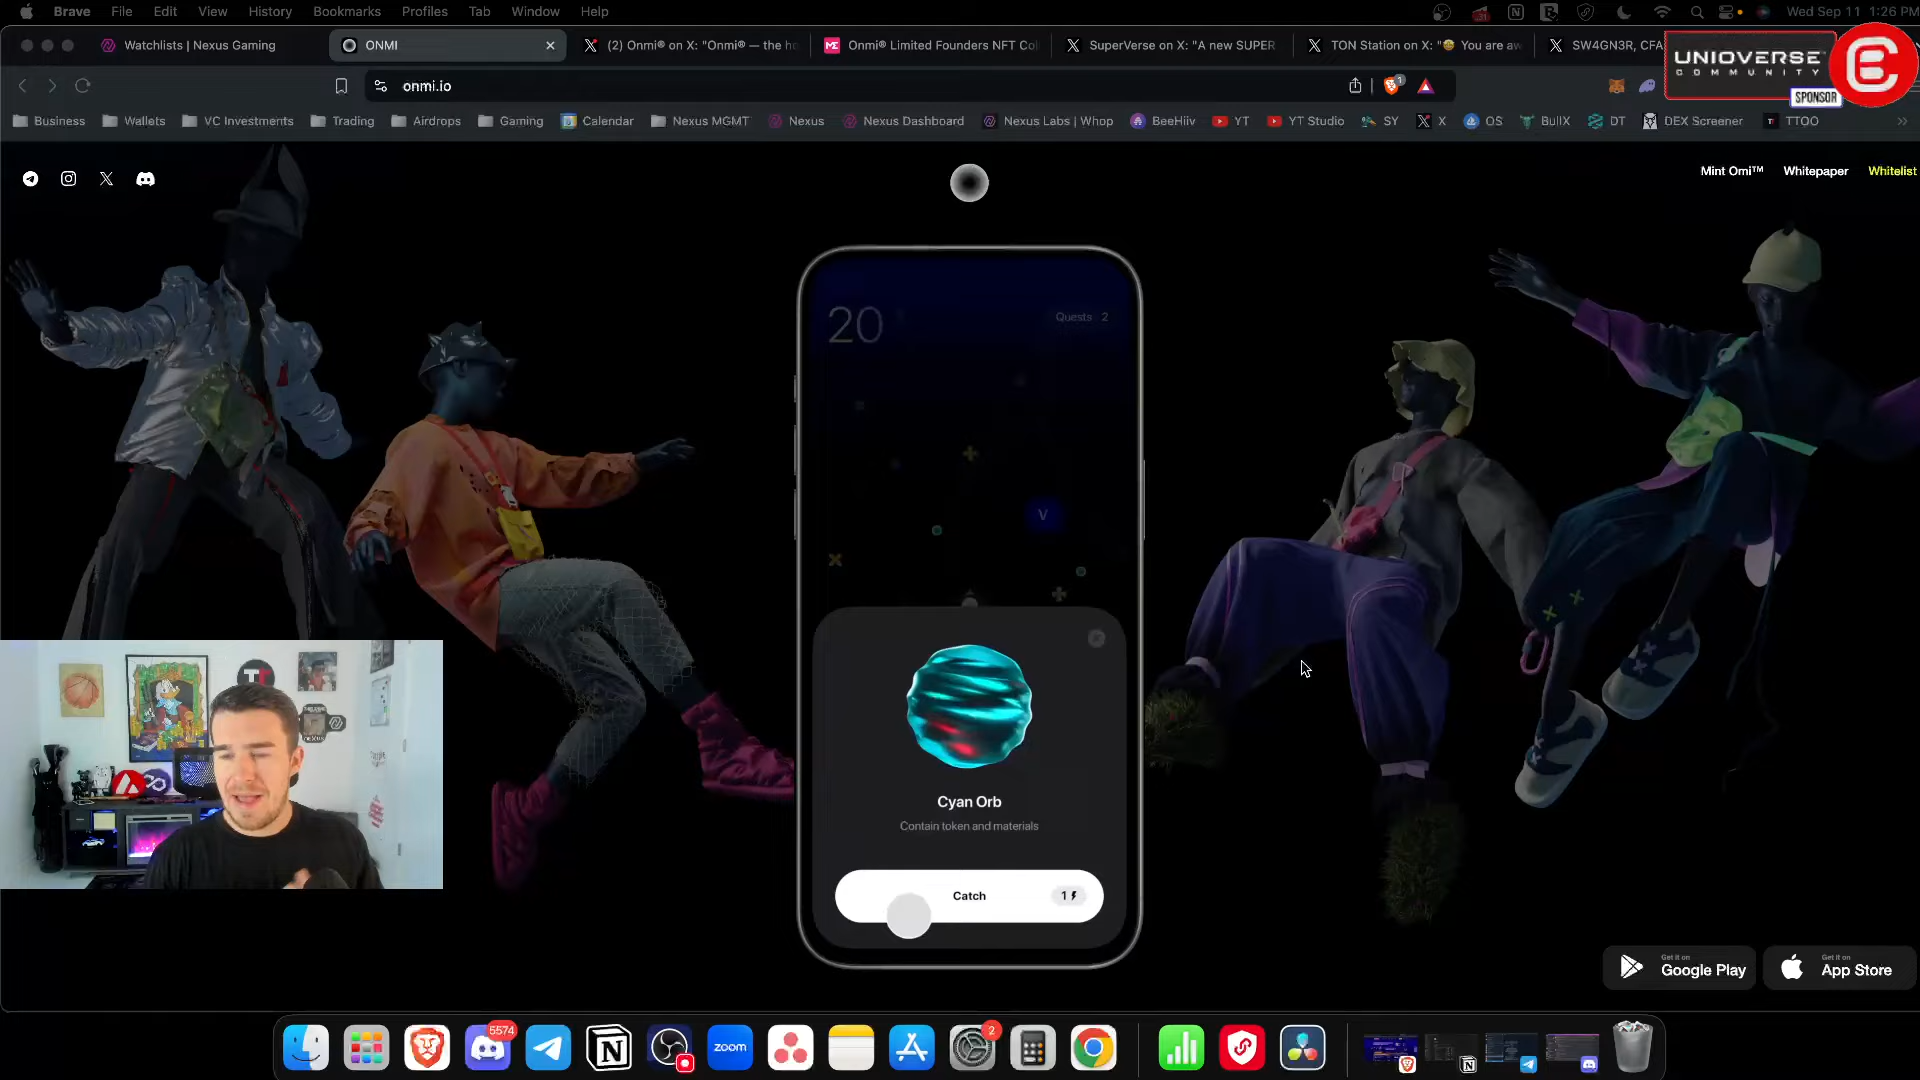 Brave File Edit View History Bookmarks Profiles Tab Window Help
31
Wed Sep 11 1:26 PM
Watchlists | Nexus Gaming
ONMI
(2) Onmi® on X: "Onmi® — the ho
Onmi® Limited Founders NFT Col
SuperVerse on X: "A new SUPER
TON Station on X: "🤩 You are aw
SW4GN3R, CFA
onmi.io
1
UNIOVERSE
COMMUNITY
SPONSOR
Business
Wallets
VC Investments
Trading
Airdrops
Gaming
Calendar
Nexus MGMT
Nexus
Nexus Dashboard
Nexus Labs | Whop
BeeHiiv
YT
YT Studio
SY
X
OS
BullX
DT
DEX Screener
TTOO
Mint Omi™ Whitepaper Whitelist
20
Quests 2
V
Cyan Orb
Contain token and materials
Catch
1
Get it on
Google Play
Get it on
App Store
5574
zoom
2